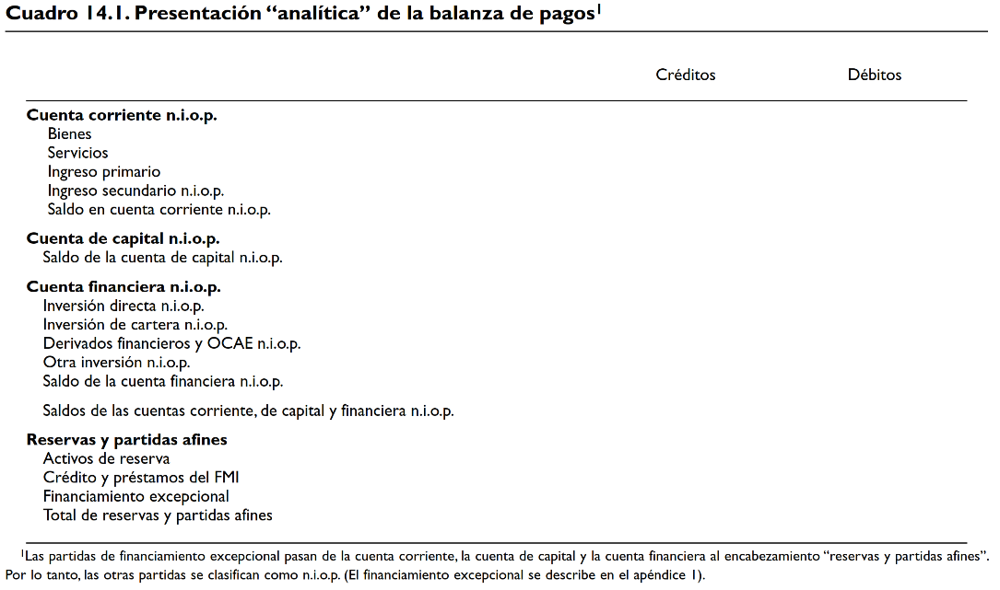 Cuadro 14.1. Presentación “analítica” de la balanza de pagos¹
Créditos Débitos
Cuenta corriente n.i.o.p.
Bienes
Servicios
Ingreso primario
Ingreso secundario n.i.o.p.
Saldo en cuenta corriente n.i.o.p.
Cuenta de capital n.i.o.p.
Saldo de la cuenta de capital n.i.o.p.
Cuenta financiera n.i.o.p.
Inversión directa n.i.o.p.
Inversión de cartera n.i.o.p.
Derivados financieros y OCAE n.i.o.p.
Otra inversión n.i.o.p.
Saldo de la cuenta financiera n.i.o.p.
Saldos de las cuentas corriente, de capital y financiera n.i.o.p.
Reservas y partidas afines
Activos de reserva
Crédito y préstamos del FMI
Financiamiento excepcional
Total de reservas y partidas afines
¹Las partidas de financiamiento excepcional pasan de la cuenta corriente, la cuenta de capital y la cuenta financiera al encabezamiento “reservas y partidas afines”.
Por lo tanto, las otras partidas se clasifican como n.i.o.p. (El financiamiento excepcional se describe en el apéndice 1).